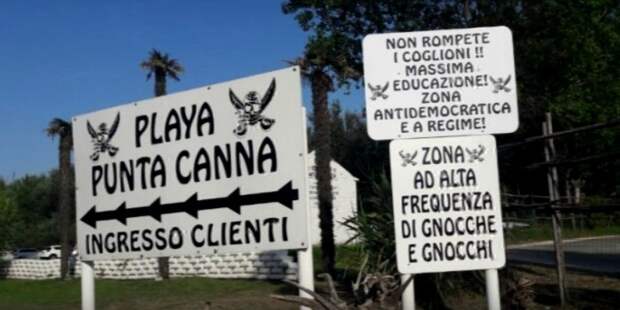 PLAYA
PUNTA CANNA
INGRESSO CLIENTI
NON ROMPETE
I COGLIONI !!
MASSIMA
EDUCAZIONE!
ZONA
ANTIDEMOCRATICA
E A REGIME!
ZONA
AD ALTA
FREQUENZA
DI GNOCCHE
E GNOCCHI